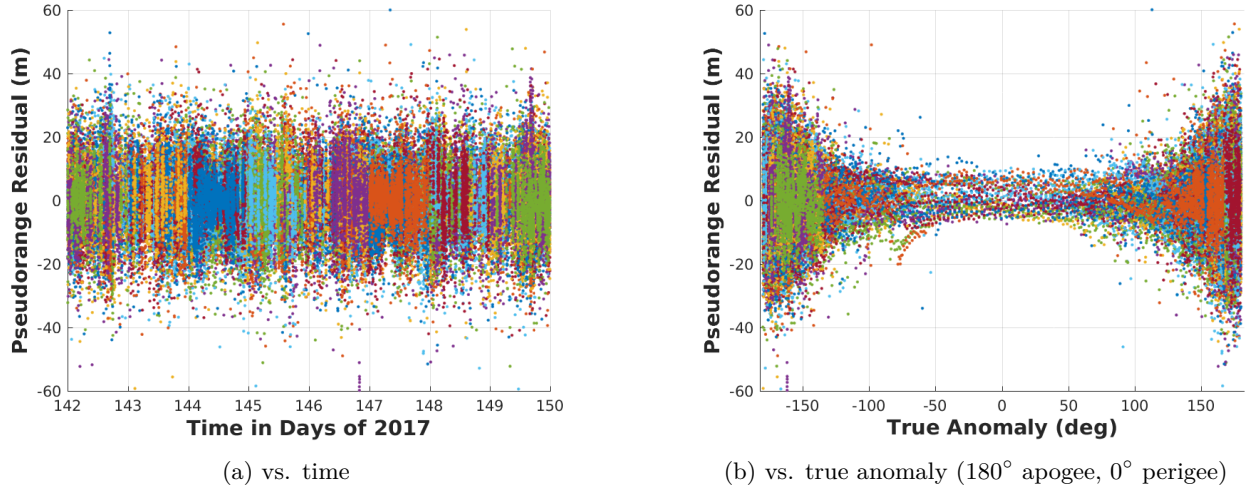 60
40
20
0
-20
-40
-60
Pseudorange Residual (m)
142 143 144 145 146 147 148 149 150
Time in Days of 2017
(a) vs. time
60
40
20
0
-20
-40
-60
Pseudorange Residual (m)
-150 -100 -50 0 50 100 150
True Anomaly (deg)
(b) vs. true anomaly (180° apogee, 0° perigee)